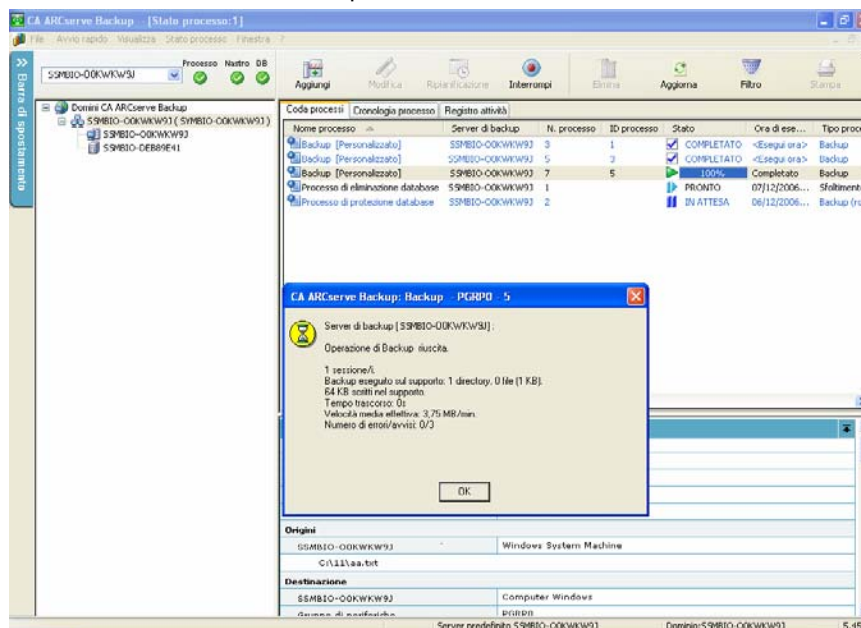 CA ARCserve Backup - [Stato processo:1]
File Avvio rapido Visualizza Stato processo Finestra ?
Barra di spostamento
SSMBIO-O0KWKW9J
Processo Nastro DB
Aggiungi Modifica Ripianificazione Interrompi Elimina Aggiorna Filtro Stampa
Domini CA ARCserve Backup
SSMBIO-O0KWKW9J ( SYMBIO-O0KWKW9J )
SSMBIO-O0KWKW9J
SSMBIO-DEB89E41
Coda processi Cronologia processo Registro attività
Nome processo Server di backup N. processo ID processo Stato Ora di ese... Tipo proc
Backup [Personalizzato] SSMBIO-O0KWKW9J 3 1 COMPLETATO <Esegui ora> Backup
Backup [Personalizzato] SSMBIO-O0KWKW9J 5 3 COMPLETATO <Esegui ora> Backup
Backup [Personalizzato] SSMBIO-O0KWKW9J 7 5 100% Completato Backup
Processo di eliminazione database SSMBIO-O0KWKW9J 1 PRONTO 07/12/2006... Sfoltiment
Processo di protezione database SSMBIO-O0KWKW9J 2 IN ATTESA 06/12/2006... Backup (ro
CA ARCserve Backup: Backup - PGRP0 - 5
Server di backup [SSMBIO-O0KWKW9J] :
Operazione di Backup riuscita.
1 sessione/i.
Backup eseguito sul supporto: 1 directory, 0 file (1 KB).
64 KB scritti nel supporto.
Tempo trascorso: 0s
Velocità media effettiva: 3,75 MB/min.
Numero di errori/avvisi: 0/3
OK
Origini
SSMBIO-O0KWKW9J Windows System Machine
C:\11\aa.txt
Destinazione
SSMBIO-O0KWKW9J Computer Windows
Gruppo di periferiche PGRP0
Server predefinito SSMBIO-O0KWKW9J Dominio:SSMBIO-O0KWKW9J 5.45